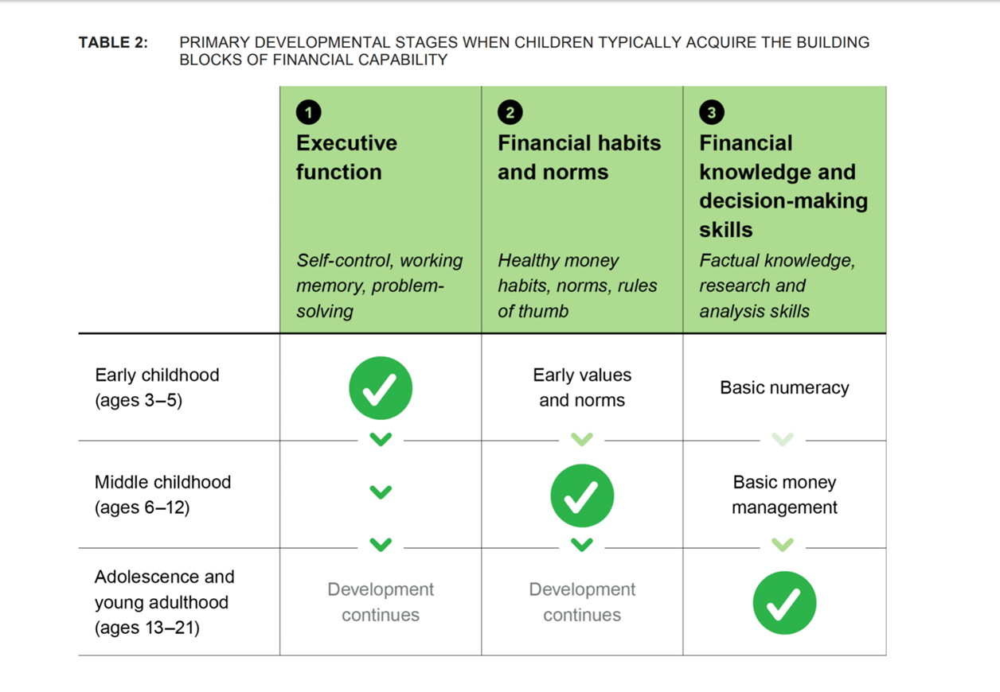 TABLE 2: PRIMARY DEVELOPMENTAL STAGES WHEN CHILDREN TYPICALLY ACQUIRE THE BUILDING
BLOCKS OF FINANCIAL CAPABILITY
1
Executive
function
Self-control, working
memory, problem-
solving
2
Financial habits
and norms
Healthy money
habits, norms, rules
of thumb
3
Financial
knowledge and
decision-making
skills
Factual knowledge,
research and
analysis skills
Early childhood
(ages 3–5)
Early values
and norms
Basic numeracy
Middle childhood
(ages 6–12)
Basic money
management
Adolescence and
young adulthood
(ages 13–21)
Development
continues
Development
continues